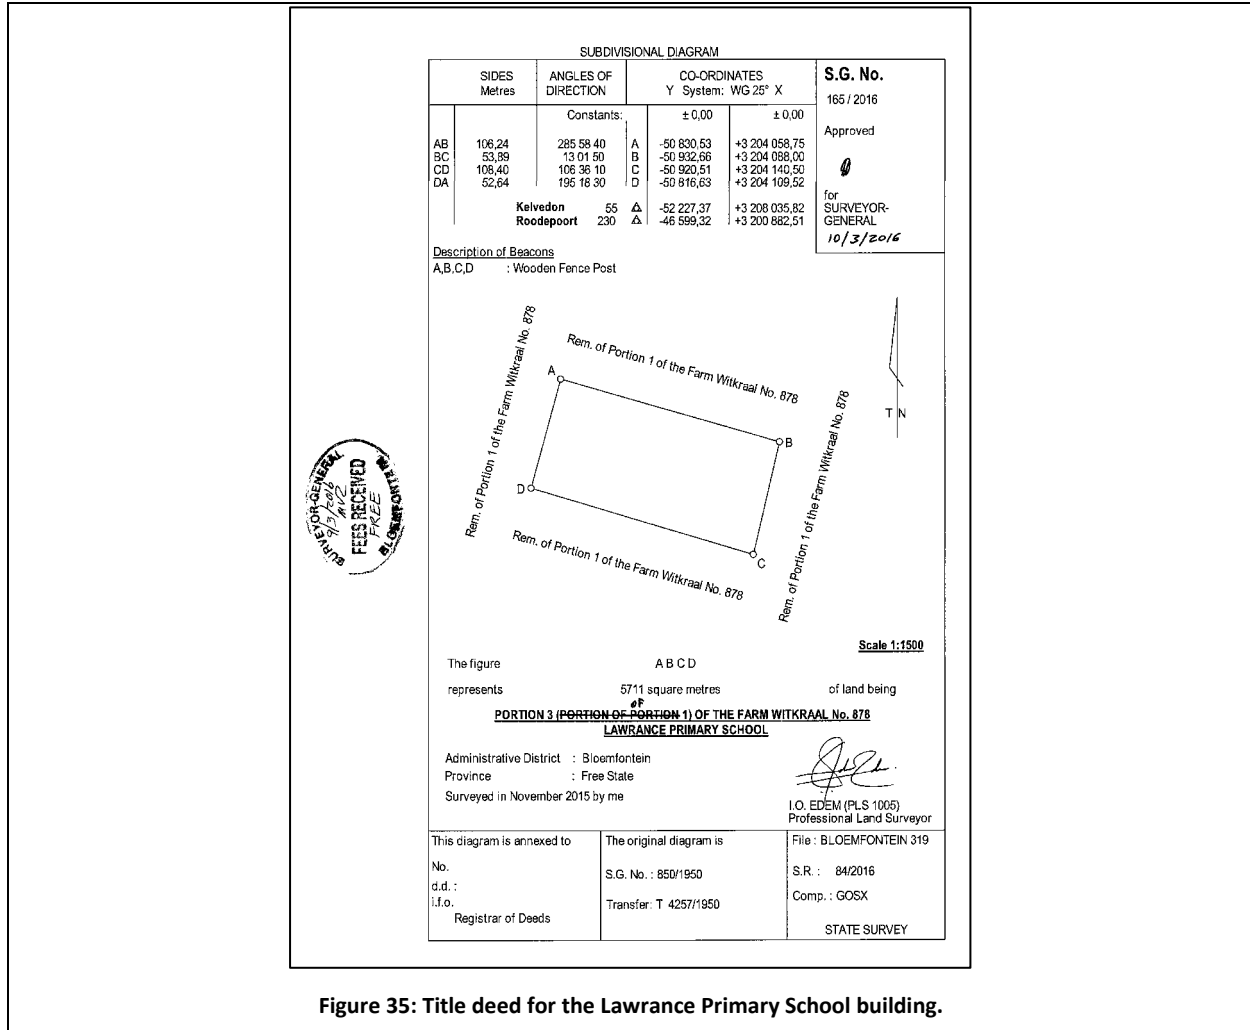 SUBDIVISIONAL DIAGRAM
SIDES Metres ANGLES OF DIRECTION CO-ORDINATES Y System: WG 25° X
Constants: ± 0,00 ± 0,00
AB 106,24 285 58 40 A -50 830,53 +3 204 058,75
BC 53,89 13 01 50 B -50 932,66 +3 204 088,00
CD 108,40 106 36 10 C -50 920,51 +3 204 140,50
DA 52,64 195 18 30 D -50 816,63 +3 204 109,52
Kelvedon 55 △ -52 227,37 +3 208 035,82
Roodepoort 230 △ -46 599,32 +3 200 882,51
S.G. No.
165 / 2016
Approved
for
SURVEYOR-
GENERAL
10/3/2016
Description of Beacons
A,B,C,D : Wooden Fence Post
Rem. of Portion 1 of the Farm Witkraal No. 878
Rem. of Portion 1 of the Farm Witkraal No. 878
Rem. of Portion 1 of the Farm Witkraal No. 878
Rem. of Portion 1 of the Farm Witkraal No. 878
A
B
C
D
T N
SURVEYOR-GENERAL
9/3/2016
FEES RECEIVED
FREE
BLOEMFONTEIN
Scale 1:1500
The figure A B C D
represents 5711 square metres of land being
OF
PORTION 3 (PORTION OF PORTION 1) OF THE FARM WITKRAAL No. 878
LAWRANCE PRIMARY SCHOOL
Administrative District : Bloemfontein
Province : Free State
Surveyed in November 2015 by me
I.O. EDEM (PLS 1005)
Professional Land Surveyor
This diagram is annexed to
No.
d.d. :
i.f.o.
Registrar of Deeds
The original diagram is
S.G. No. : 850/1950
Transfer: T 4257/1950
File : BLOEMFONTEIN 319
S.R. : 84/2016
Comp. : GOSX
STATE SURVEY
Figure 35: Title deed for the Lawrance Primary School building.